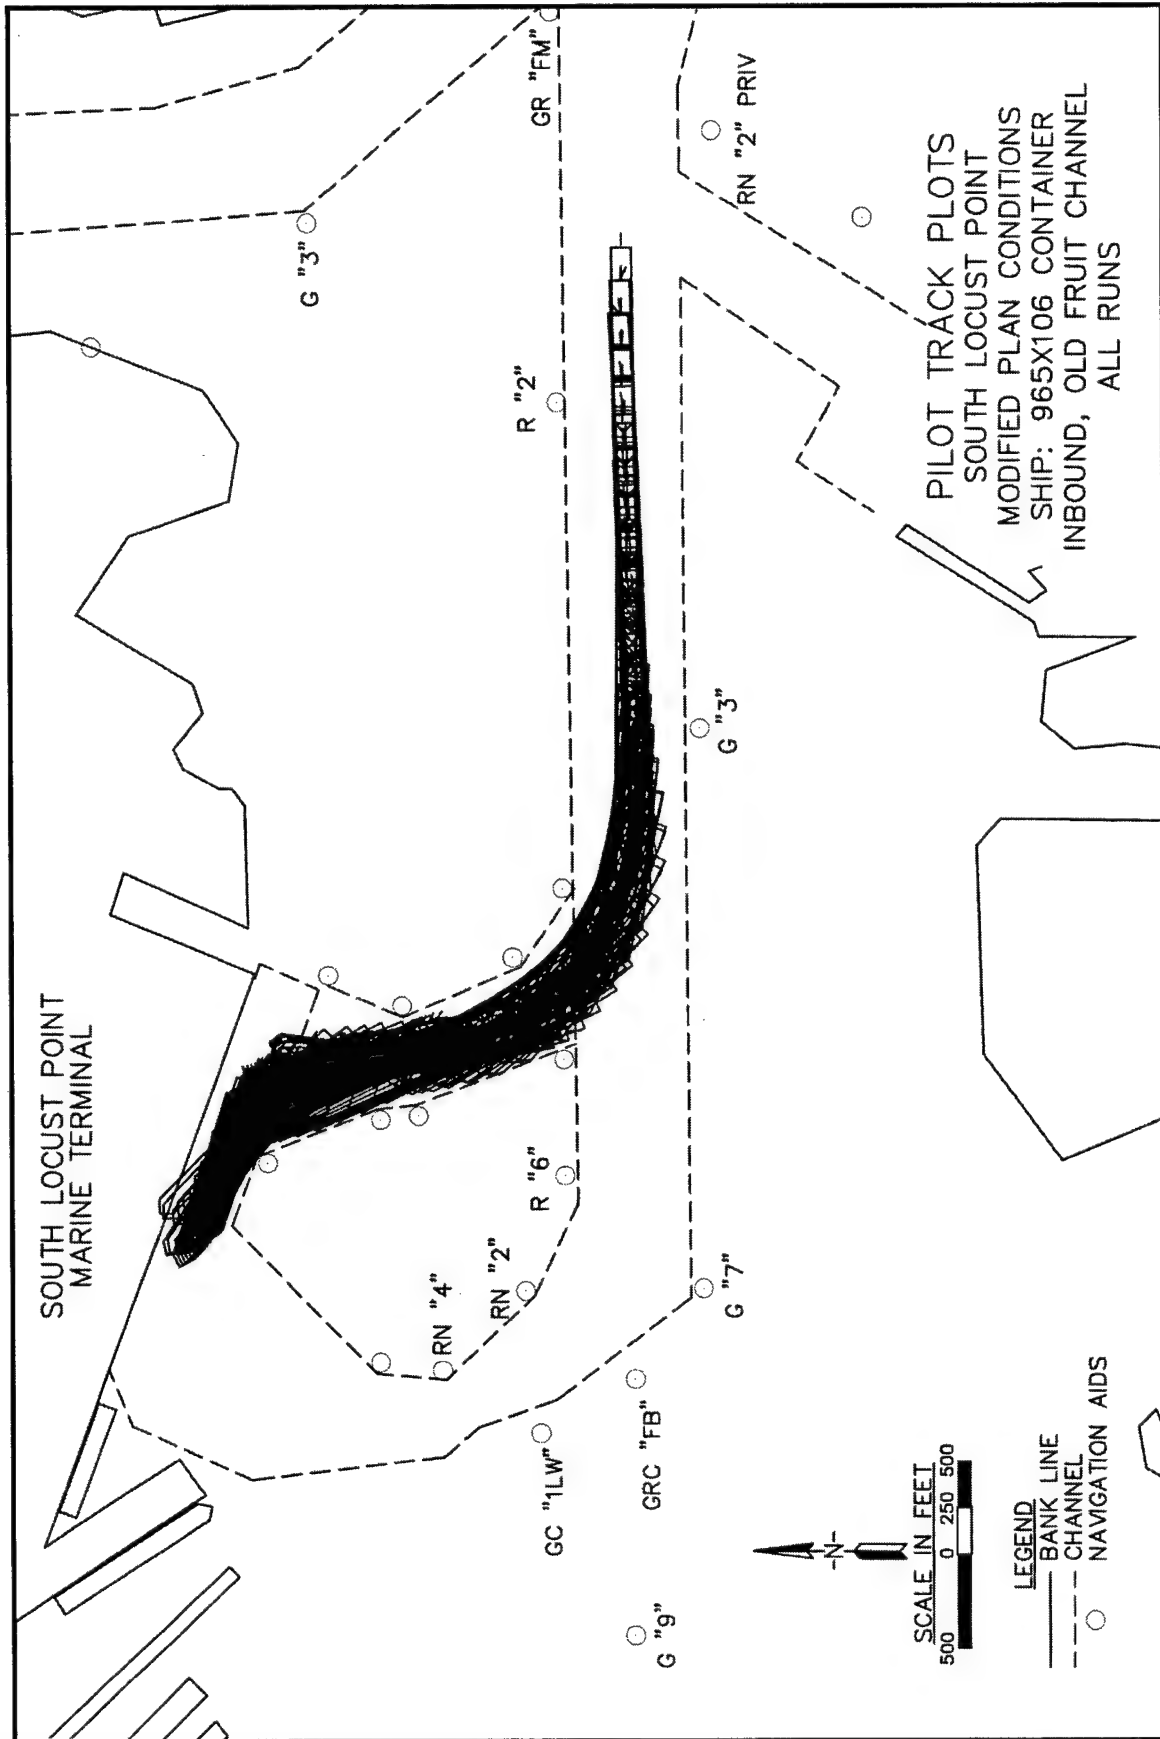 SOUTH LOCUST POINT
MARINE TERMINAL
GR "FM"
G "3"
RN "2" PRIV
R "2"
G "3"
R "6"
RN "2"
RN "4"
G "7"
GC "1LW"
GRC "FB"
G "9"
-N-
SCALE IN FEET
500 0 250 500
LEGEND
BANK LINE
CHANNEL
NAVIGATION AIDS
PILOT TRACK PLOTS
SOUTH LOCUST POINT
MODIFIED PLAN CONDITIONS
SHIP: 965X106 CONTAINER
INBOUND, OLD FRUIT CHANNEL
ALL RUNS